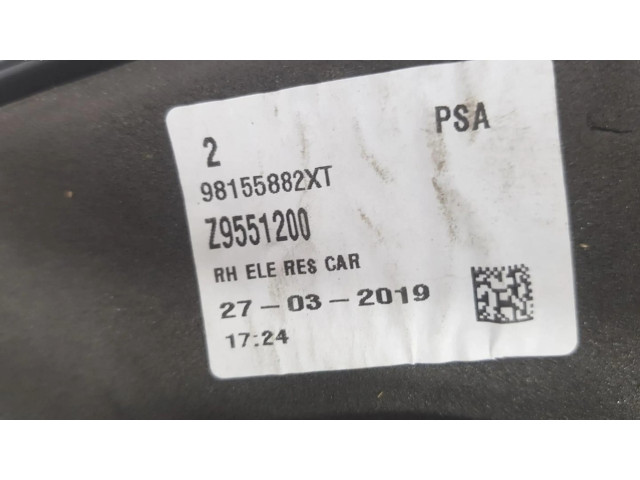 PSA
2
98155882XT
Z9551200
RH ELE RES CAR
27-03-2019
17:24